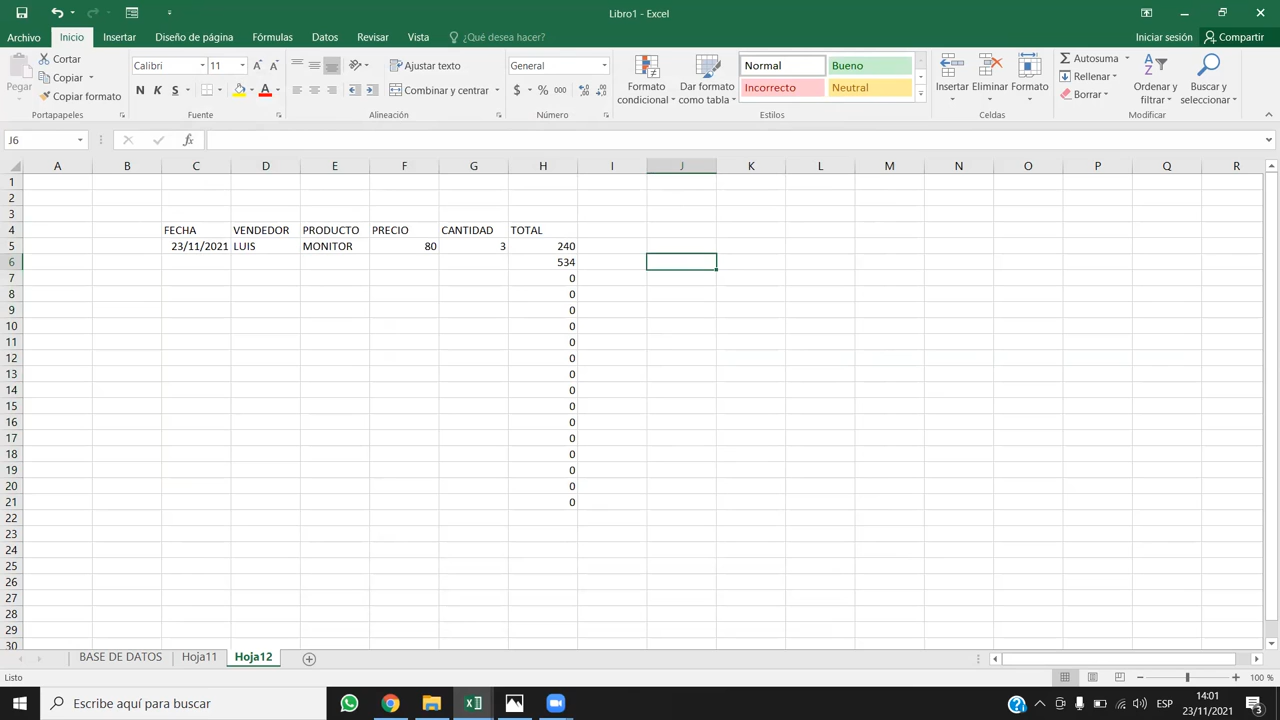 Libro1 - Excel
Archivo Inicio Insertar Diseño de página Fórmulas Datos Revisar Vista ¿Qué desea hacer? Iniciar sesión Compartir
Pegar Cortar Copiar Copiar formato Portapapeles
Calibri 11 N K S A Fuente
Ajustar texto Combinar y centrar Alineación
General $ % 000 Número
Formato condicional Dar formato como tabla Normal Bueno Incorrecto Neutral Estilos
Insertar Eliminar Formato Celdas
Autosuma Rellenar Borrar Ordenar y filtrar Buscar y seleccionar Modificar
J6 fx
A B C D E F G H I J K L M N O P Q R
1
2
3
4 FECHA VENDEDOR PRODUCTO PRECIO CANTIDAD TOTAL
5 23/11/2021 LUIS MONITOR 80 3 240
6 534
7 0
8 0
9 0
10 0
11 0
12 0
13 0
14 0
15 0
16 0
17 0
18 0
19 0
20 0
21 0
22
23
24
25
26
27
28
29
30
BASE DE DATOS Hoja11 Hoja12
Listo 100 %
Escribe aquí para buscar ESP 14:01 23/11/2021 3